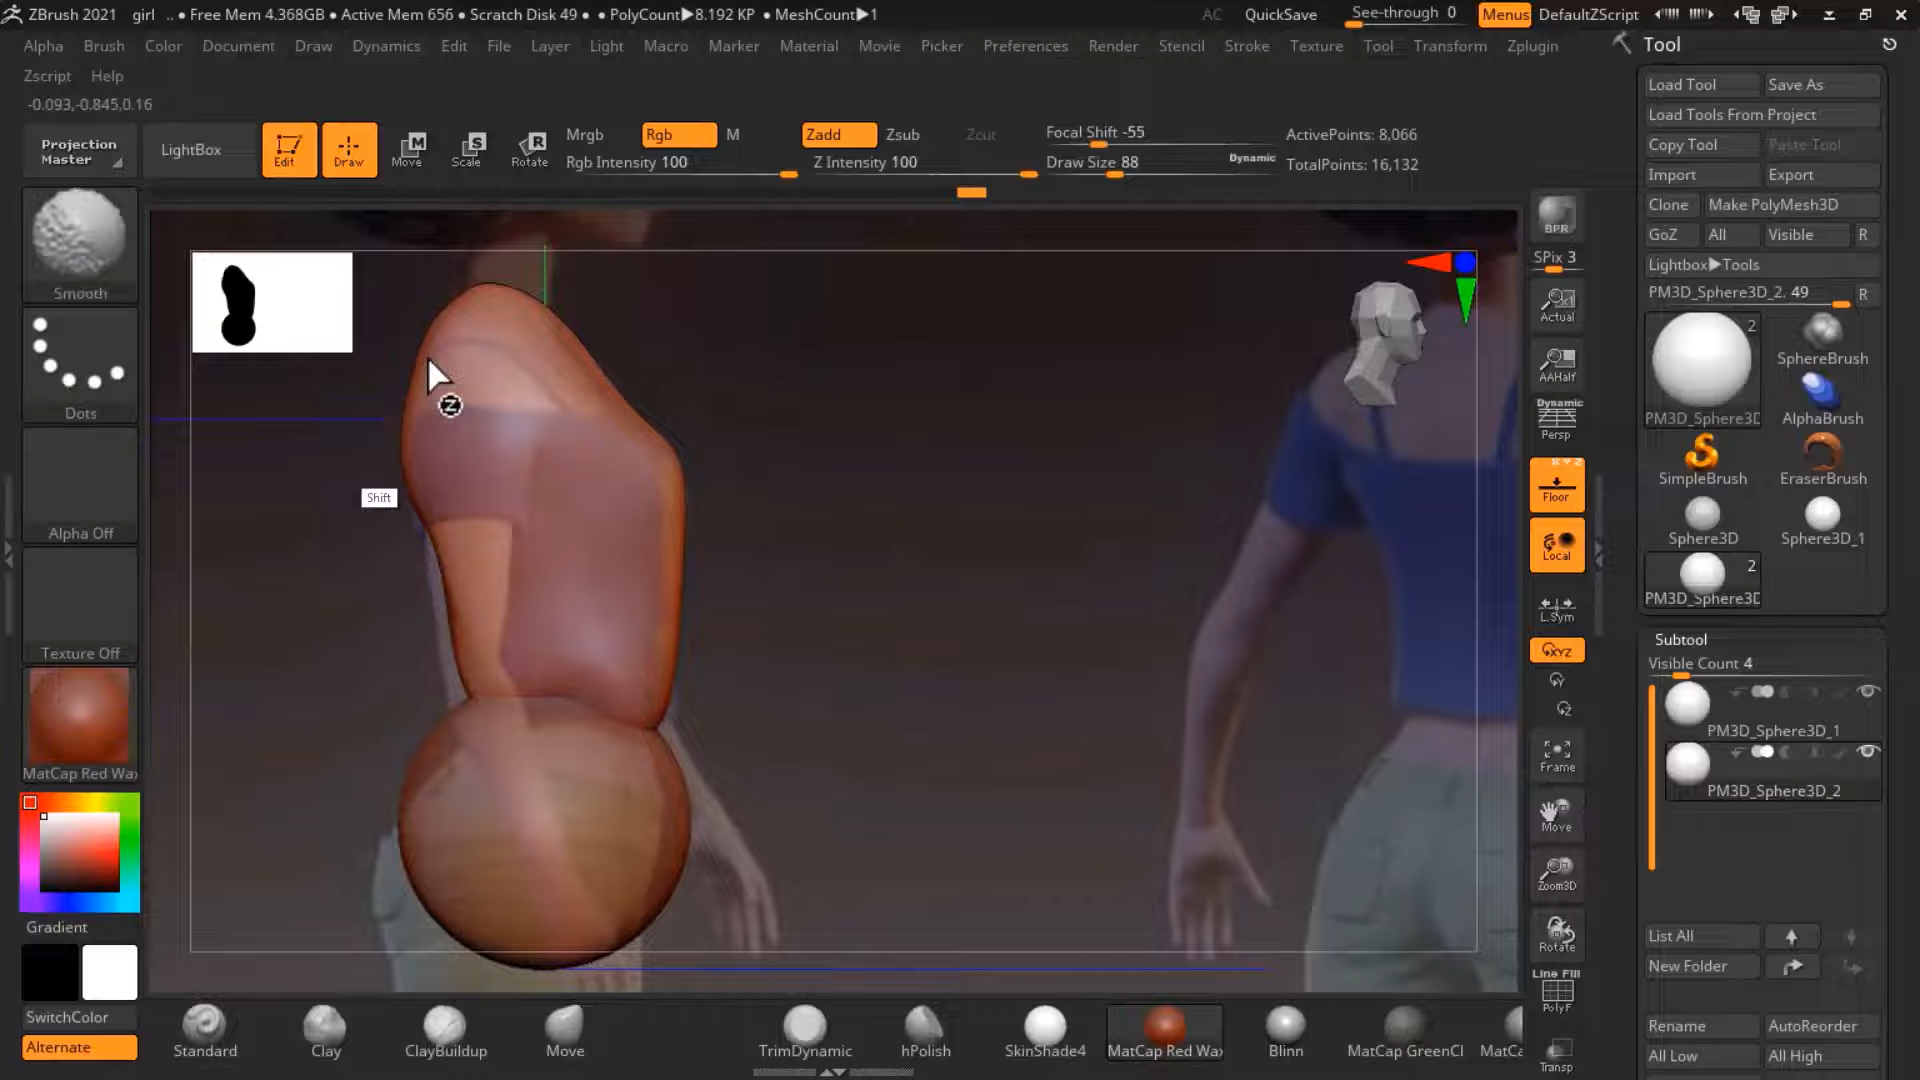 ZBrush 2021 girl .. • Free Mem 4.368GB • Active Mem 656 • Scratch Disk 49 • • PolyCount▶8.192 KP • MeshCount▶1
AC QuickSave See-through 0 Menus DefaultZScript
Alpha Brush Color Document Draw Dynamics Edit File Layer Light Macro Marker Material Movie Picker Preferences Render Stencil Stroke Texture Tool Transform Zplugin
Zscript Help
-0.093,-0.845,0.16
Projection Master
LightBox
Edit
Draw
Move
Scale
Rotate
Mrgb Rgb M
Rgb Intensity 100
Zadd Zsub Zcut
Z Intensity 100
Focal Shift -55
Draw Size 88 Dynamic
ActivePoints: 8,066
TotalPoints: 16,132
Smooth
Dots
Alpha Off
Texture Off
MatCap Red Wax
Gradient
SwitchColor
Alternate
Shift
BPR
SPix 3
Actual
AAHalf
Dynamic
Persp
Floor
Local
L.Sym
XYZ
Y
Z
Frame
Move
Zoom3D
Rotate
Line Fill
PolyF
Transp
Standard Clay ClayBuildup Move TrimDynamic hPolish SkinShade4 MatCap Red Wax Blinn MatCap GreenCl MatCa
Tool
Load Tool Save As
Load Tools From Project
Copy Tool Paste Tool
Import Export
Clone Make PolyMesh3D
GoZ All Visible R
Lightbox▶Tools
PM3D_Sphere3D_2. 49 R
2
PM3D_Sphere3D
SphereBrush
AlphaBrush
SimpleBrush
EraserBrush
Sphere3D
Sphere3D_1
2
PM3D_Sphere3D
Subtool
Visible Count 4
PM3D_Sphere3D_1
PM3D_Sphere3D_2
List All
New Folder
Rename AutoReorder
All Low All High